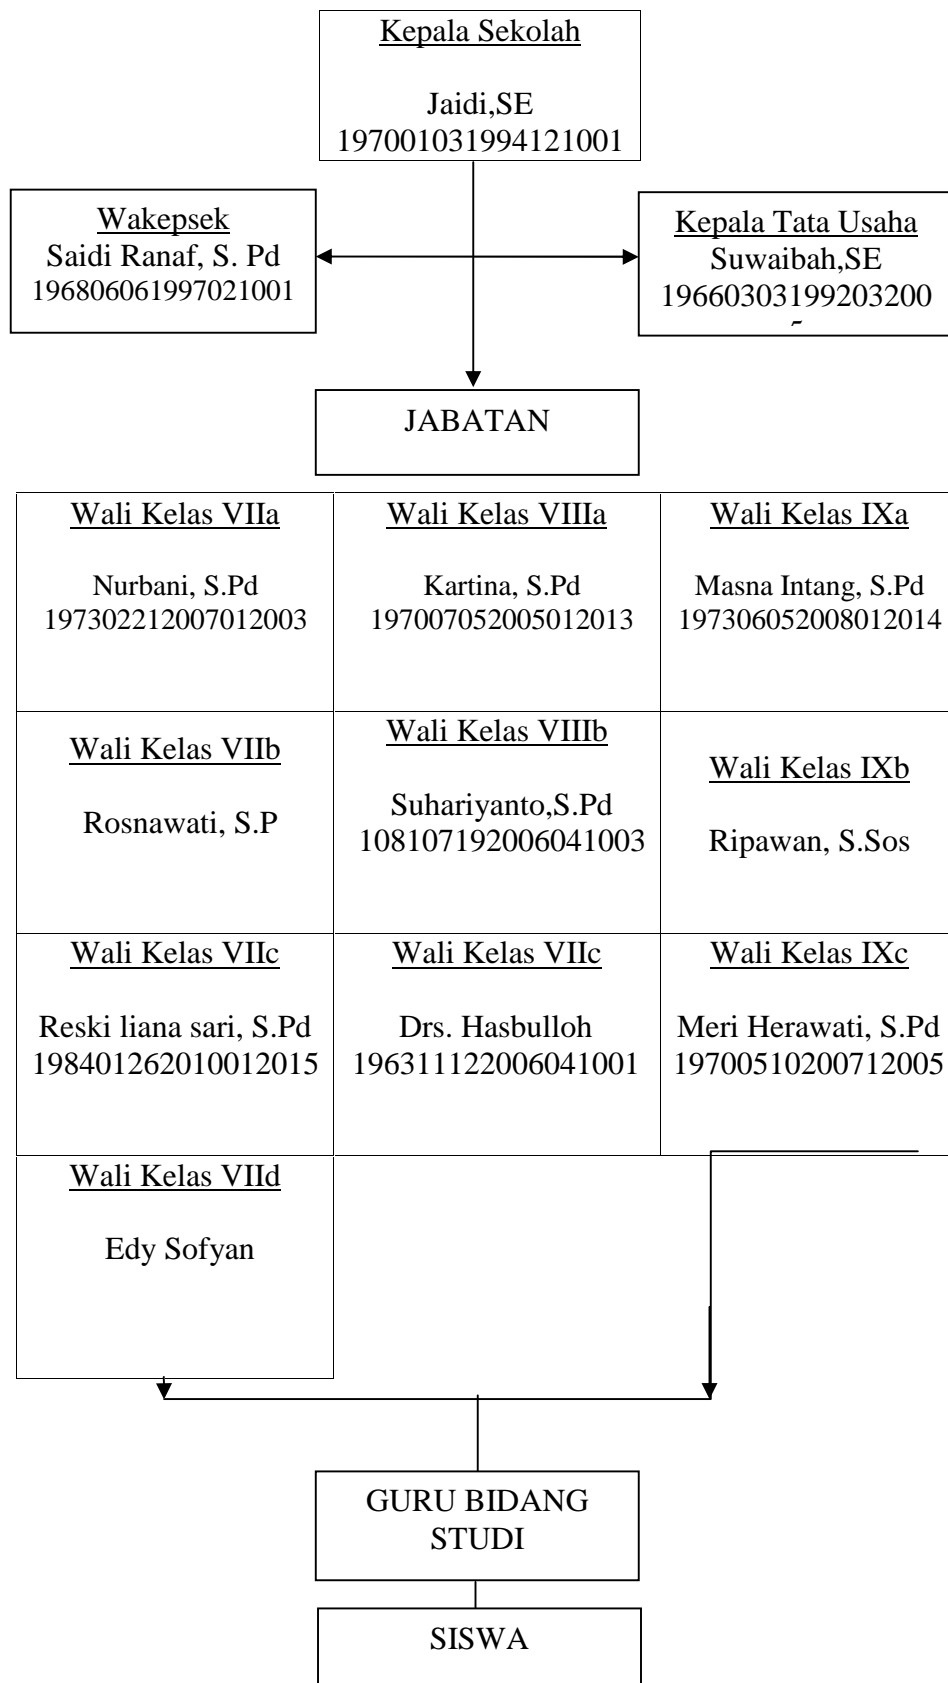 Kepala Sekolah
Jaidi,SE
197001031994121001
Wakepsek
Saidi Ranaf, S. Pd
196806061997021001
Kepala Tata Usaha
Suwaibah,SE
19660303199203200
JABATAN
Wali Kelas VIIa
Nurbani, S.Pd
197302212007012003
Wali Kelas VIIIa
Kartina, S.Pd
197007052005012013
Wali Kelas IXa
Masna Intang, S.Pd
197306052008012014
Wali Kelas VIIb
Rosnawati, S.P
Wali Kelas VIIIb
Suhariyanto,S.Pd
108107192006041003
Wali Kelas IXb
Ripawan, S.Sos
Wali Kelas VIIc
Reski liana sari, S.Pd
198401262010012015
Wali Kelas VIIc
Drs. Hasbulloh
196311122006041001
Wali Kelas IXc
Meri Herawati, S.Pd
19700510200712005
Wali Kelas VIId
Edy Sofyan
GURU BIDANG
STUDI
SISWA